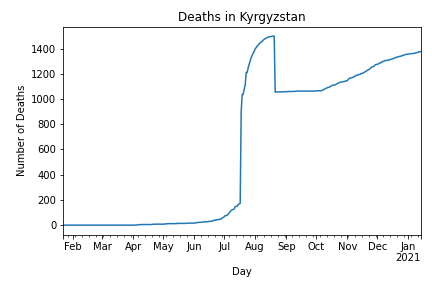 Deaths in Kyrgyzstan
Number of Deaths
1400
1200
1000
800
600
400
200
0
Feb Mar Apr May Jun Jul Aug Sep Oct Nov Dec Jan
2021
Day